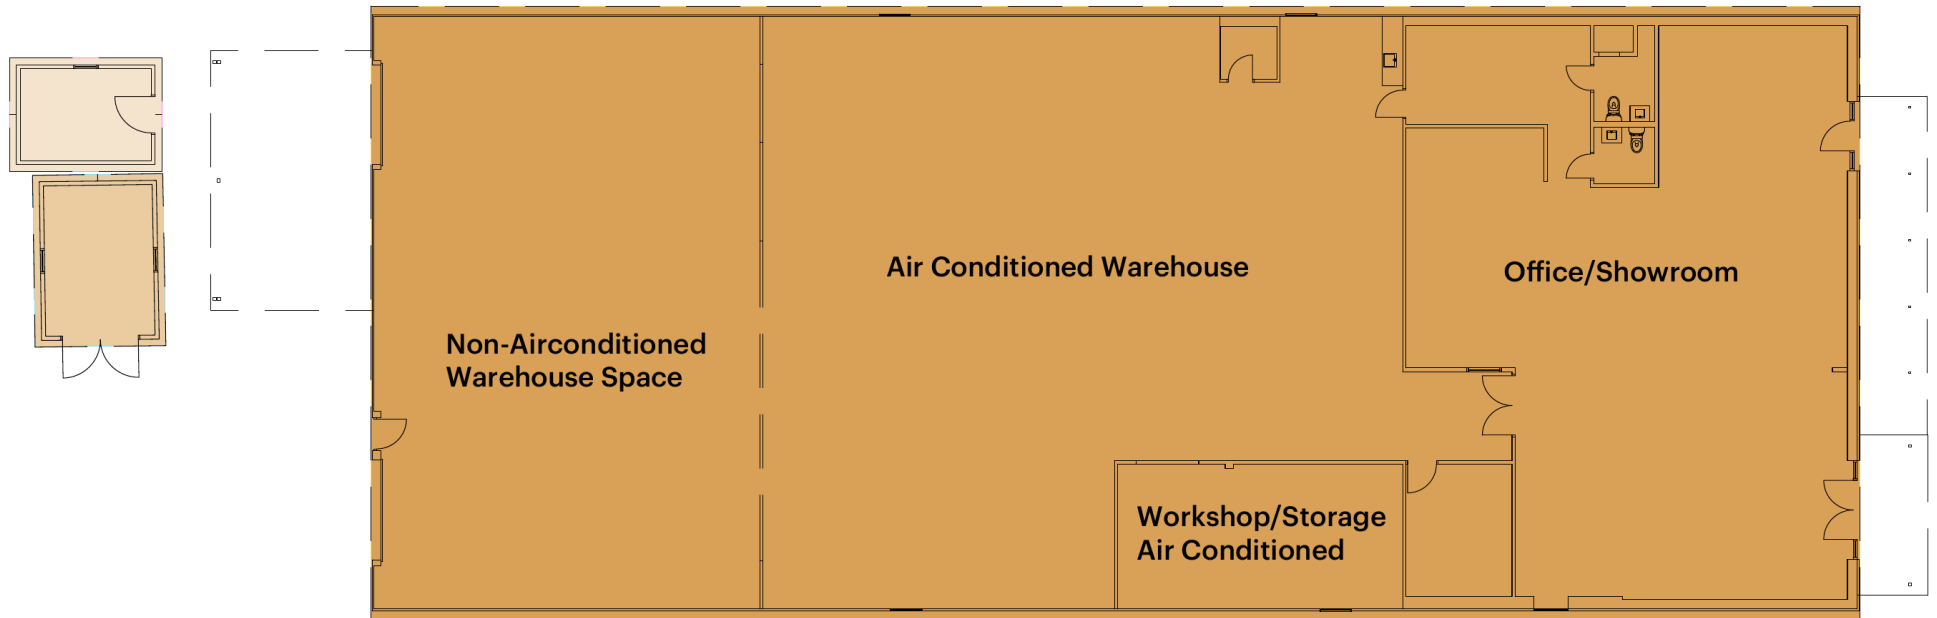 Air Conditioned Warehouse
Office/Showroom
Non-Airconditioned
Warehouse Space
Workshop/Storage
Air Conditioned